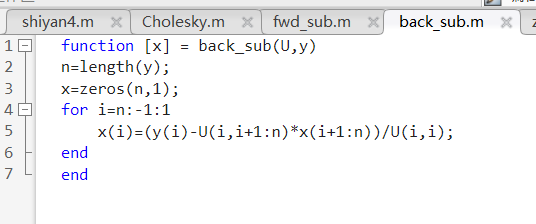 shiyan4.m × Cholesky.m × fwd_sub.m × back_sub.m ×
1 function [x] = back_sub(U,y)
2 n=length(y);
3 x=zeros(n,1);
4 for i=n:-1:1
5 x(i)=(y(i)-U(i,i+1:n)*x(i+1:n))/U(i,i);
6 end
7 end